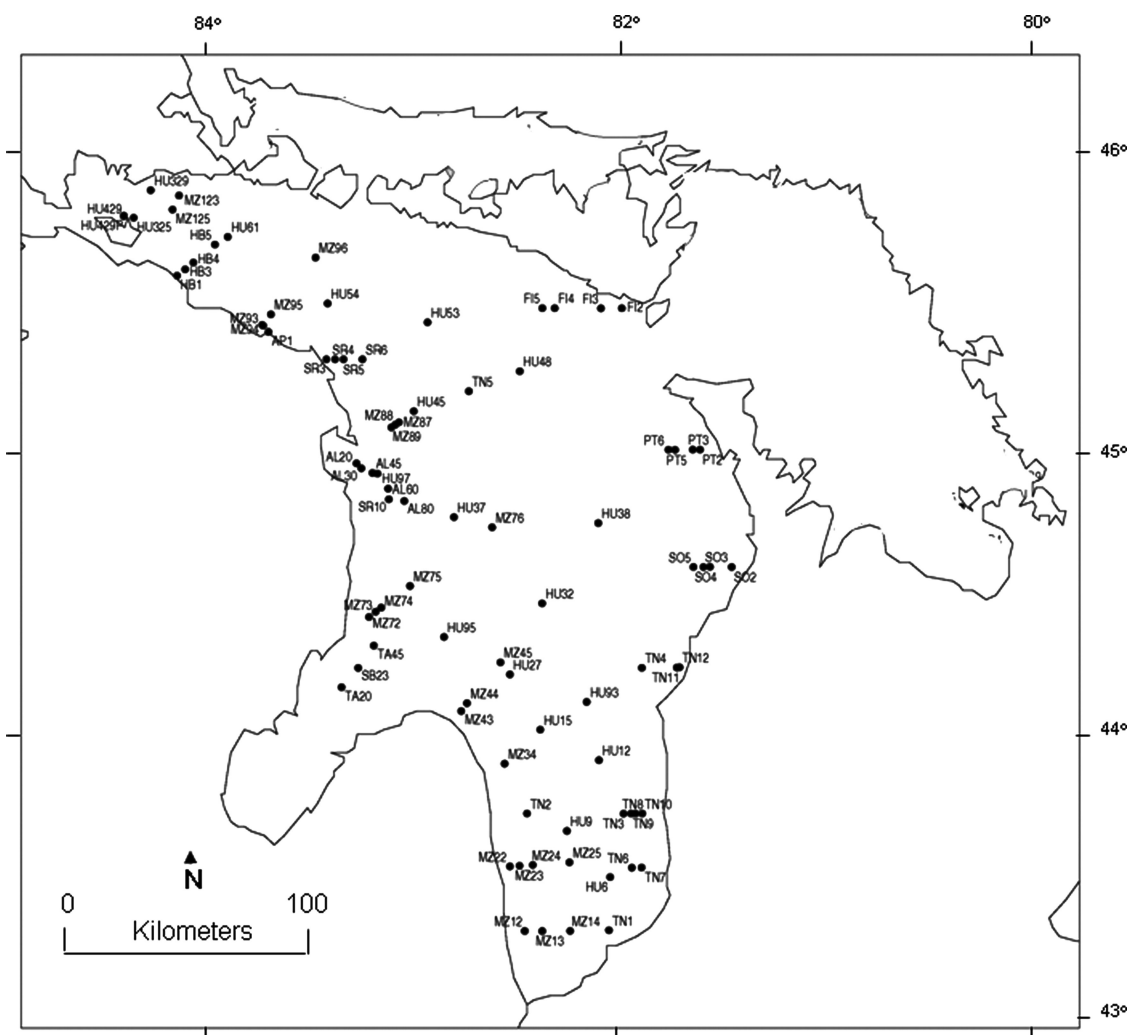 84° 82° 80°
46°
HU329
MZ123
HU429
MZ125
HU325
HB5 HU61
HB4
HB3
HB1
MZ96
MZ95
HU54
MZ93
MZ94
AP1
FI5 FI4 FI3 FI2
HU53
SR4 SR6
SR3 SR5
HU48
TN5
HU45
MZ88 MZ87
MZ89
PT6 PT3
PT5 PT2
45°
AL20 AL45
AL30 HU97
AL60
SR10 AL80
HU37
MZ76
HU38
SO5 SO3
SO4 SO2
MZ75
MZ73 MZ74
MZ72
HU32
HU95
TA45
SB23
TA20
MZ45
HU27
TN4 TN12
TN11
MZ44
MZ43
HU93
HU15
44°
MZ34
HU12
TN2
TN8 TN10
TN3 TN9
HU9
MZ22 MZ24 MZ25
MZ23
TN6
TN7
HU6
N
0 100
Kilometers
MZ12 MZ14 TN1
MZ13
43°